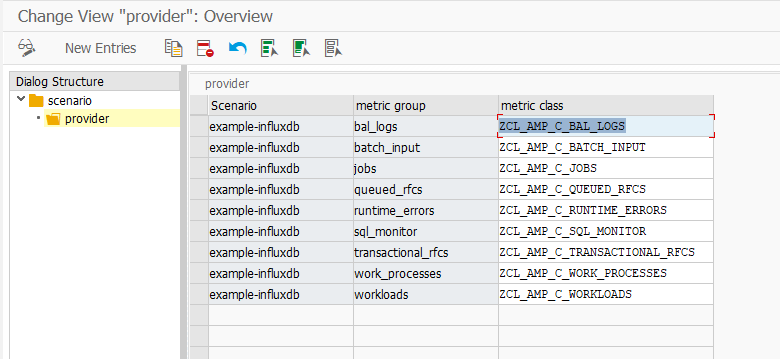 Change View "provider": Overview
New Entries
Dialog Structure
scenario
provider
provider
Scenario metric group metric class
example-influxdb bal_logs ZCL_AMP_C_BAL_LOGS
example-influxdb batch_input ZCL_AMP_C_BATCH_INPUT
example-influxdb jobs ZCL_AMP_C_JOBS
example-influxdb queued_rfcs ZCL_AMP_C_QUEUED_RFCS
example-influxdb runtime_errors ZCL_AMP_C_RUNTIME_ERRORS
example-influxdb sql_monitor ZCL_AMP_C_SQL_MONITOR
example-influxdb transactional_rfcs ZCL_AMP_C_TRANSACTIONAL_RFCS
example-influxdb work_processes ZCL_AMP_C_WORK_PROCESSES
example-influxdb workloads ZCL_AMP_C_WORKLOADS